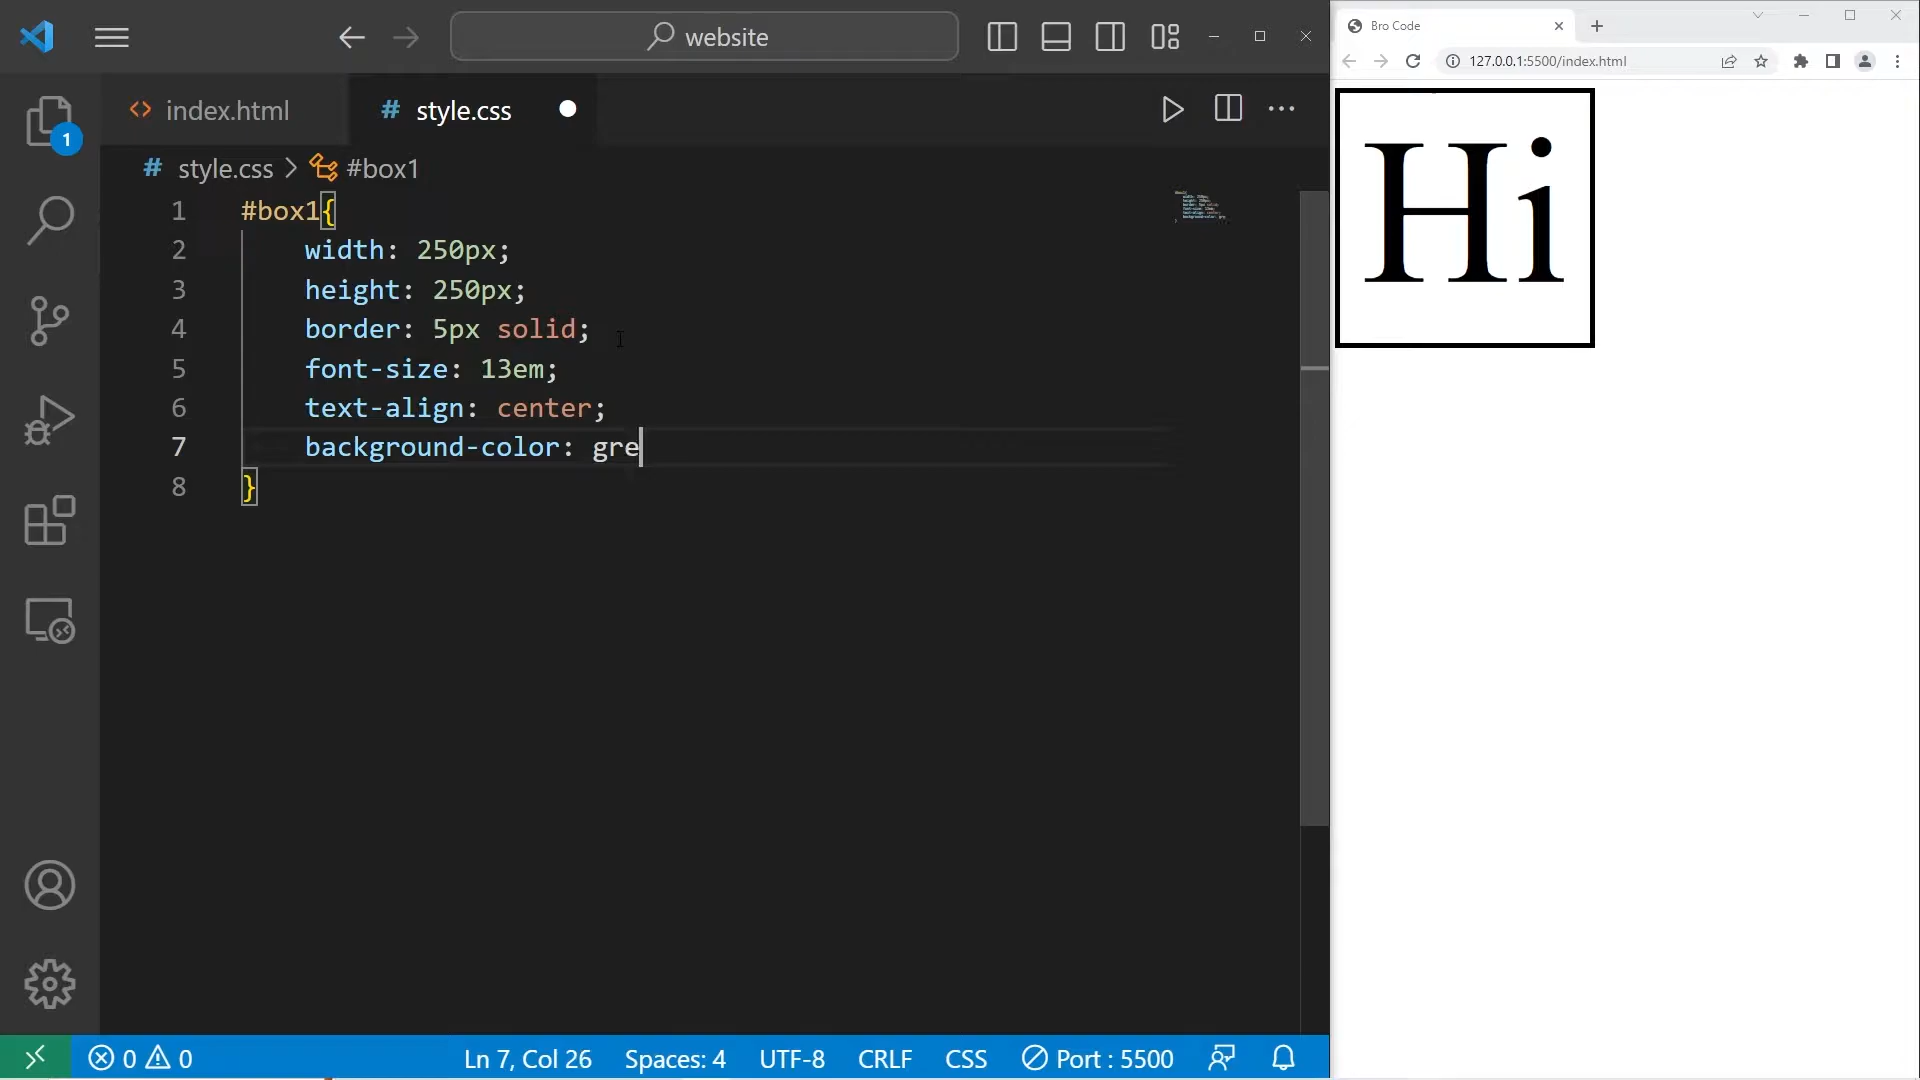 website
index.html
# style.css
1
# style.css > #box1
1 #box1{
2 width: 250px;
3 height: 250px;
4 border: 5px solid;
5 font-size: 13em;
6 text-align: center;
7 background-color: gre
8 }
0 0
Ln 7, Col 26
Spaces: 4
UTF-8
CRLF
CSS
Port : 5500
Bro Code
127.0.0.1:5500/index.html
Hi